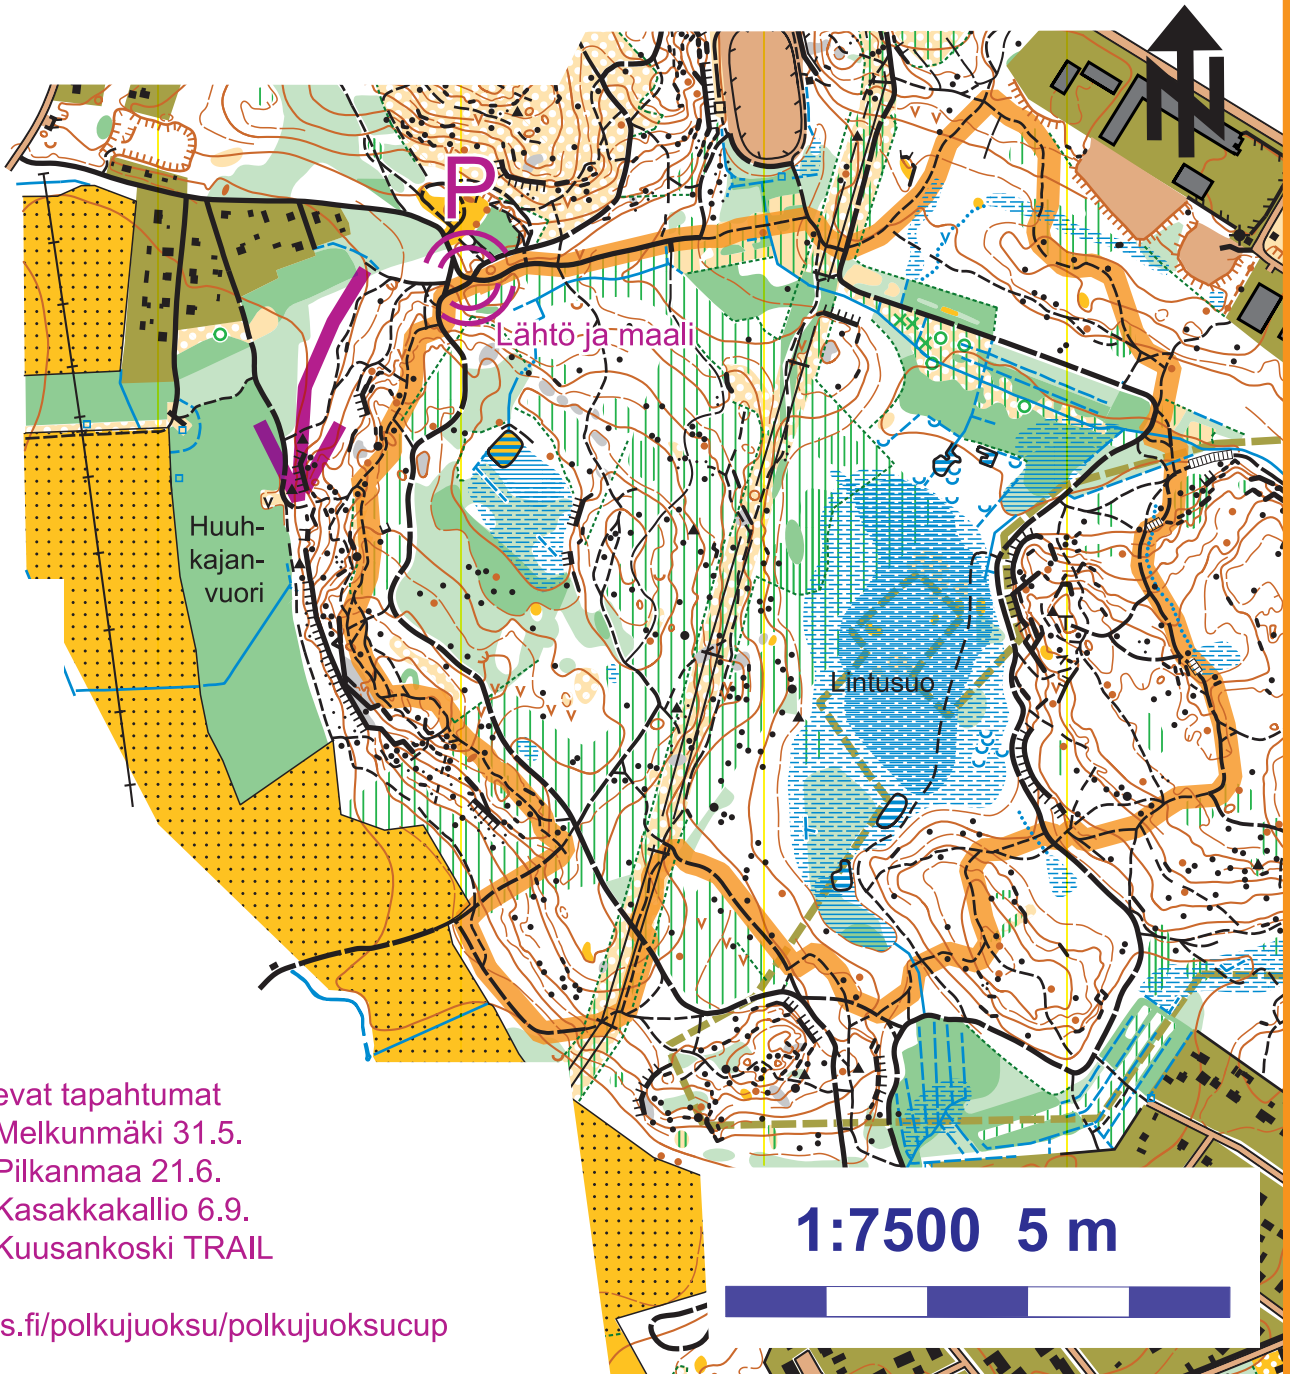 N
P
Lähtö ja maali
Huuh-
kajan-
vuori
Lintusuo
evat tapahtumat
Melkunmäki 31.5.
Pilkanmaa 21.6.
Kasakkakallio 6.9.
Kuusankoski TRAIL
s.fi/polkujuoksu/polkujuoksucup
1:7500 5 m